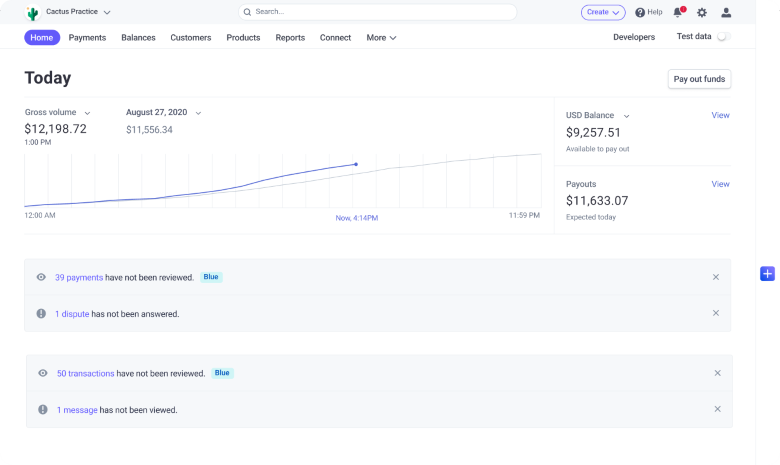 Cactus Practice
Search...
Create
Help
Home
Payments
Balances
Customers
Products
Reports
Connect
More
Developers
Test data
Today
Pay out funds
Gross volume
$12,198.72
1:00 PM
August 27, 2020
$11,556.34
12:00 AM
Now, 4:14PM
11:59 PM
USD Balance
View
$9,257.51
Available to pay out
Payouts
View
$11,633.07
Expected today
39 payments have not been reviewed. Blue
1 dispute has not been answered.
50 transactions have not been reviewed. Blue
1 message has not been viewed.